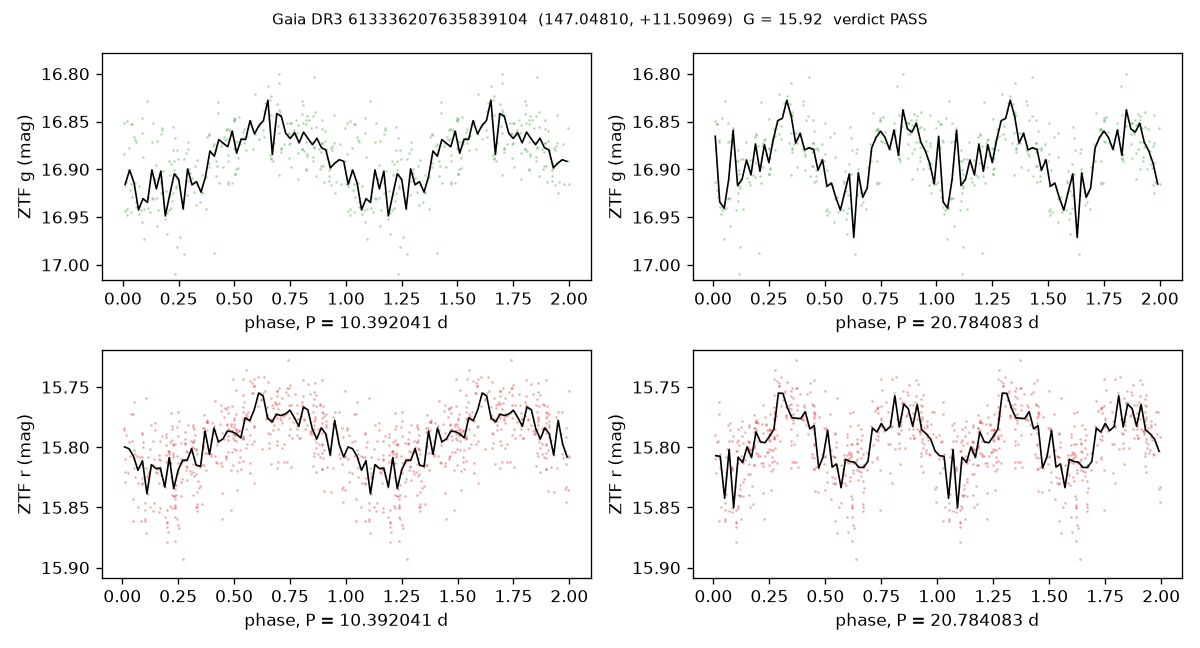 Gaia DR3 613336207635839104 (147.04810, +11.50969) G = 15.92 verdict PASS
ZTF g (mag)
16.80
16.85
16.90
16.95
17.00
0.00 0.25 0.50 0.75 1.00 1.25 1.50 1.75 2.00
phase, P = 10.392041 d
ZTF g (mag)
16.80
16.85
16.90
16.95
17.00
0.00 0.25 0.50 0.75 1.00 1.25 1.50 1.75 2.00
phase, P = 20.784083 d
ZTF r (mag)
15.75
15.80
15.85
15.90
0.00 0.25 0.50 0.75 1.00 1.25 1.50 1.75 2.00
phase, P = 10.392041 d
ZTF r (mag)
15.75
15.80
15.85
15.90
0.00 0.25 0.50 0.75 1.00 1.25 1.50 1.75 2.00
phase, P = 20.784083 d